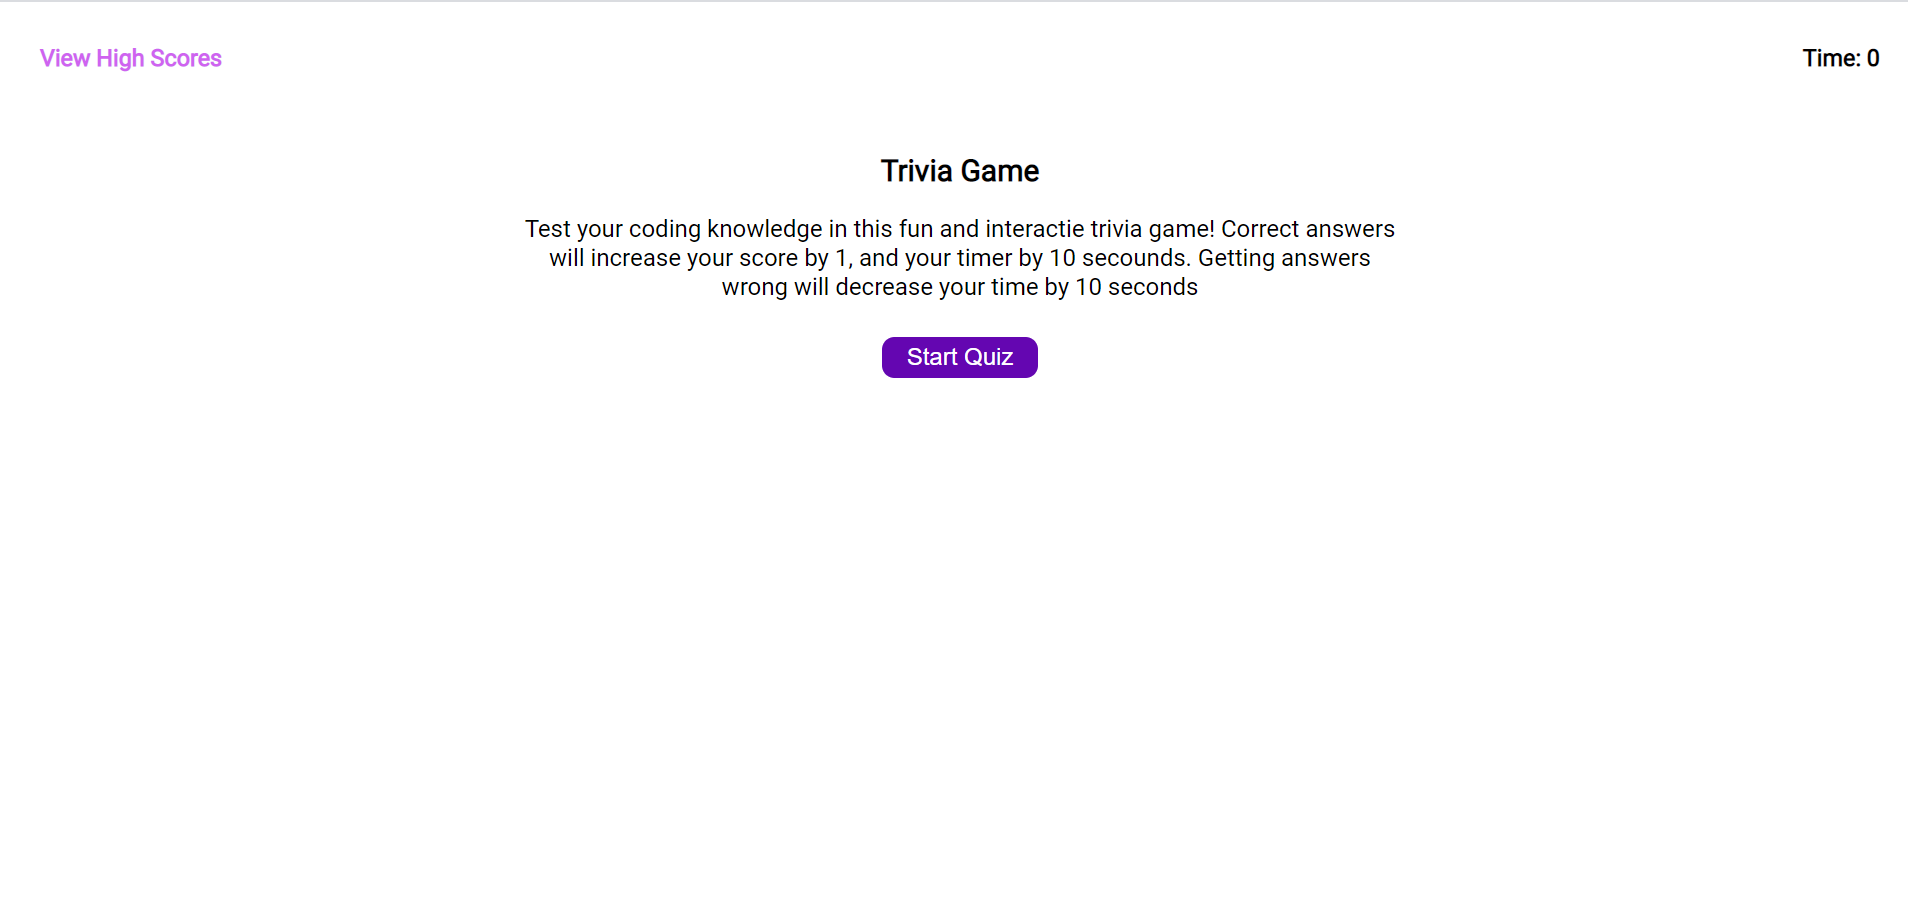 View High Scores
Time: 0
Trivia Game
Test your coding knowledge in this fun and interactie trivia game! Correct answers
will increase your score by 1, and your timer by 10 secounds. Getting answers
wrong will decrease your time by 10 seconds
Start Quiz